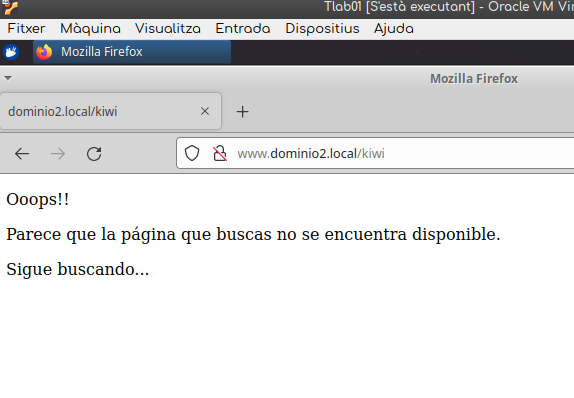 Tlab01 [S'està executant] - Oracle VM
Fitxer Màquina Visualitza Entrada Dispositius Ajuda
Mozilla Firefox
Mozilla Firefox
dominio2.local/kiwi
www.dominio2.local/kiwi
Ooops!!
Parece que la página que buscas no se encuentra disponible.
Sigue buscando...